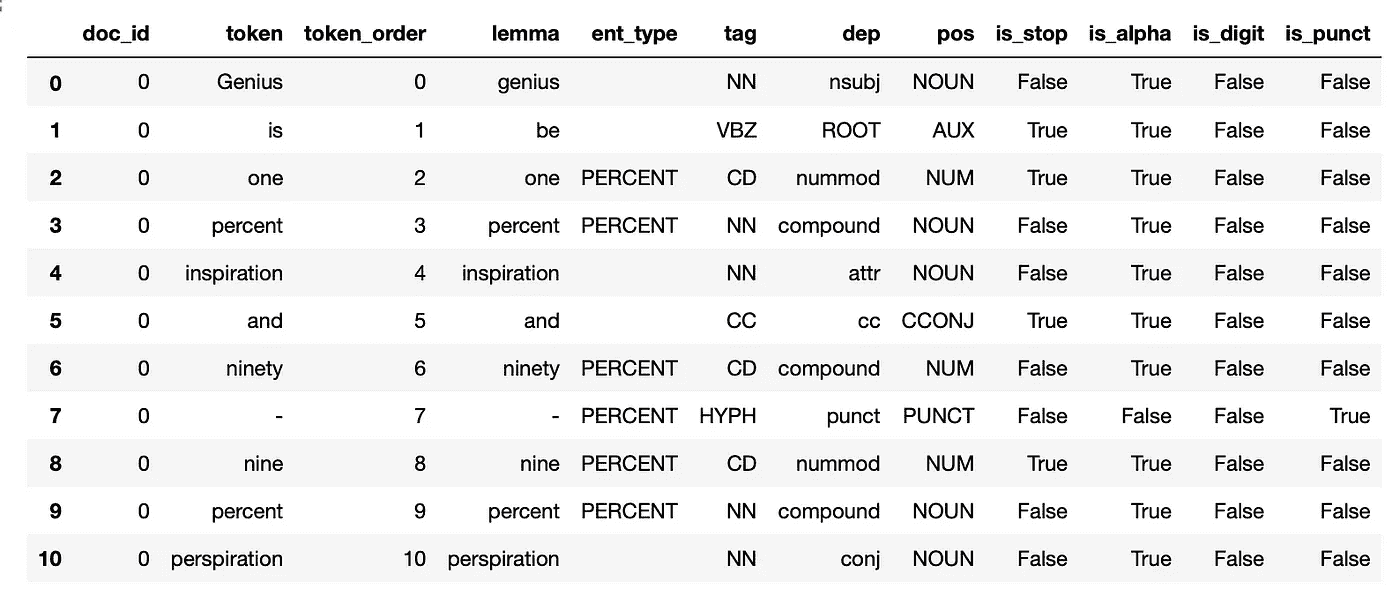 doc_id token token_order lemma ent_type tag dep pos is_stop is_alpha is_digit is_punct
0 0 Genius 0 genius NN nsubj NOUN False True False False
1 0 is 1 be VBZ ROOT AUX True True False False
2 0 one 2 one PERCENT CD nummod NUM True True False False
3 0 percent 3 percent PERCENT NN compound NOUN False True False False
4 0 inspiration 4 inspiration NN attr NOUN False True False False
5 0 and 5 and CC cc CCONJ True True False False
6 0 ninety 6 ninety PERCENT CD compound NUM False True False False
7 0 - 7 - PERCENT HYPH punct PUNCT False False False True
8 0 nine 8 nine PERCENT CD nummod NUM True True False False
9 0 percent 9 percent PERCENT NN compound NOUN False True False False
10 0 perspiration 10 perspiration NN conj NOUN False True False False